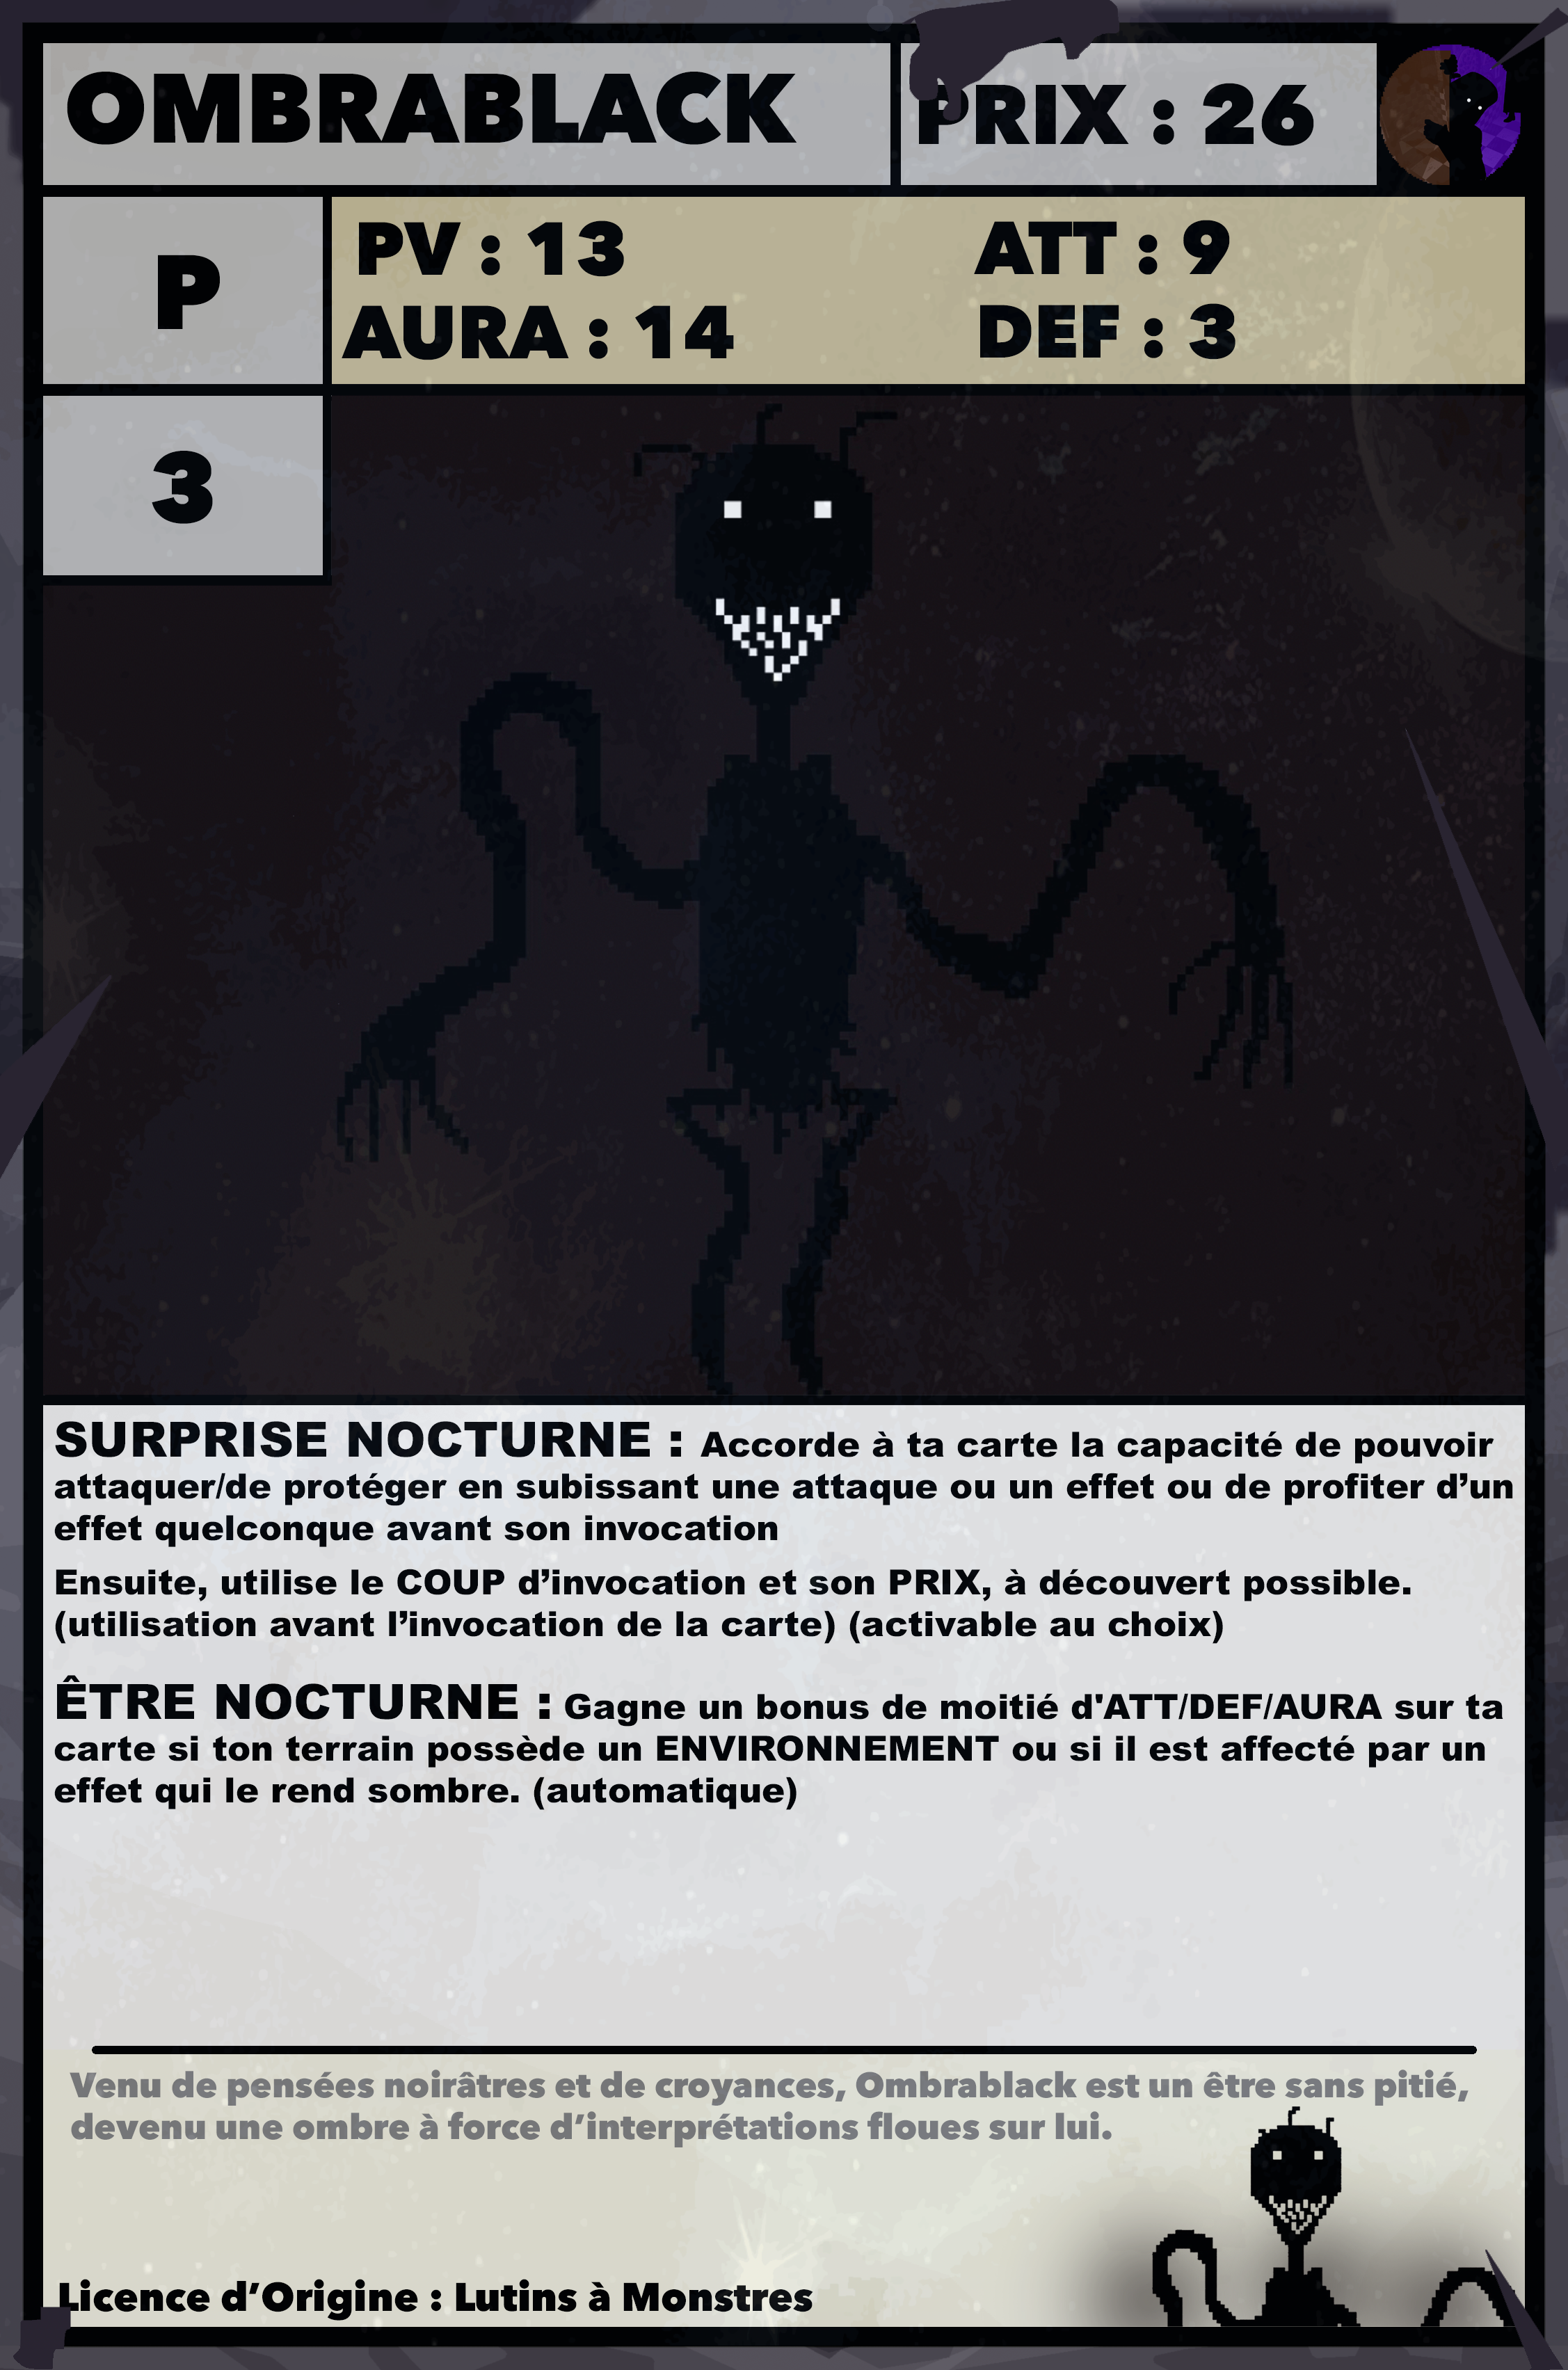 OMBRABLACK
PRIX : 26
P
PV : 13
ATT : 9
AURA : 14
DEF : 3
3
SURPRISE NOCTURNE : Accorde à ta carte la capacité de pouvoir
attaquer/de protéger en subissant une attaque ou un effet ou de profiter d’un
effet quelconque avant son invocation
Ensuite, utilise le COUP d’invocation et son PRIX, à découvert possible.
(utilisation avant l’invocation de la carte) (activable au choix)
ÊTRE NOCTURNE : Gagne un bonus de moitié d'ATT/DEF/AURA sur ta
carte si ton terrain possède un ENVIRONNEMENT ou si il est affecté par un
effet qui le rend sombre. (automatique)
Venu de pensées noirâtres et de croyances, Ombrablack est un être sans pitié,
devenu une ombre à force d’interprétations floues sur lui.
Licence d’Origine : Lutins à Monstres